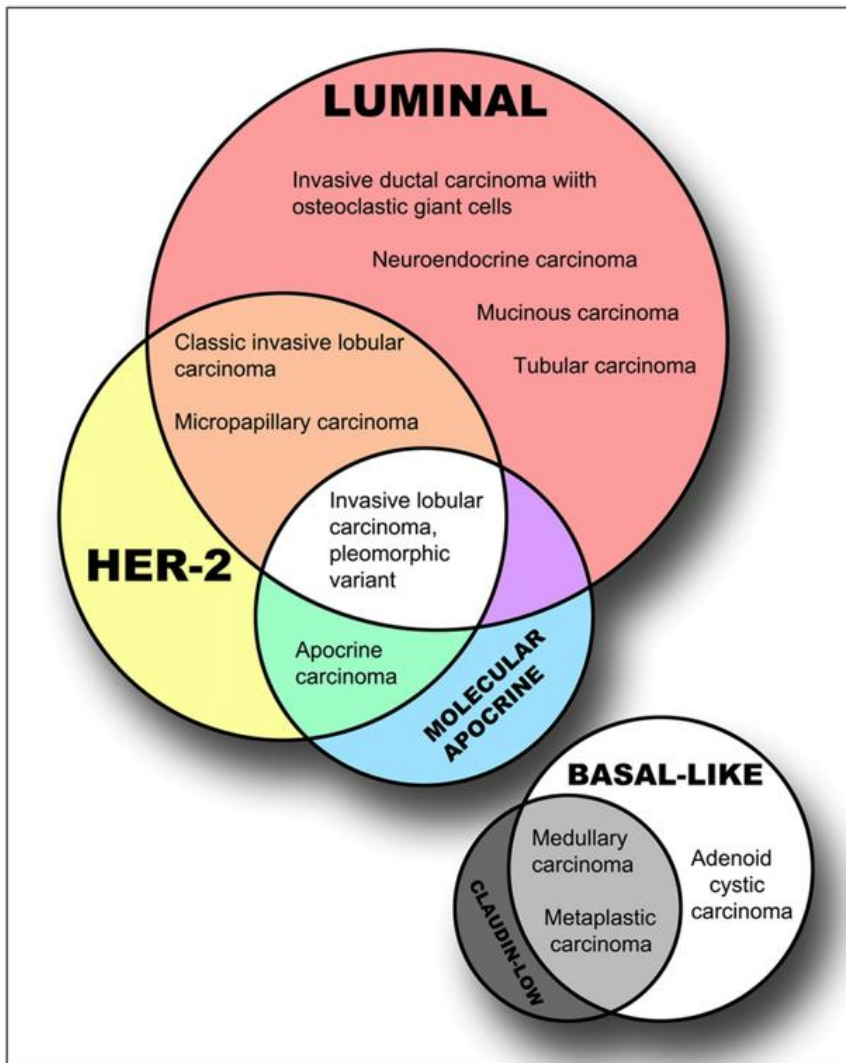 LUMINAL
Invasive ductal carcinoma wiith
osteoclastic giant cells
Neuroendocrine carcinoma
Mucinous carcinoma
Tubular carcinoma
Classic invasive lobular
carcinoma
Micropapillary carcinoma
Invasive lobular
carcinoma,
pleomorphic
variant
HER-2
Apocrine
carcinoma
MOLECULAR
APOCRINE
BASAL-LIKE
Medullary
carcinoma
Metaplastic
carcinoma
Adenoid
cystic
carcinoma
CLAUDIN-LOW